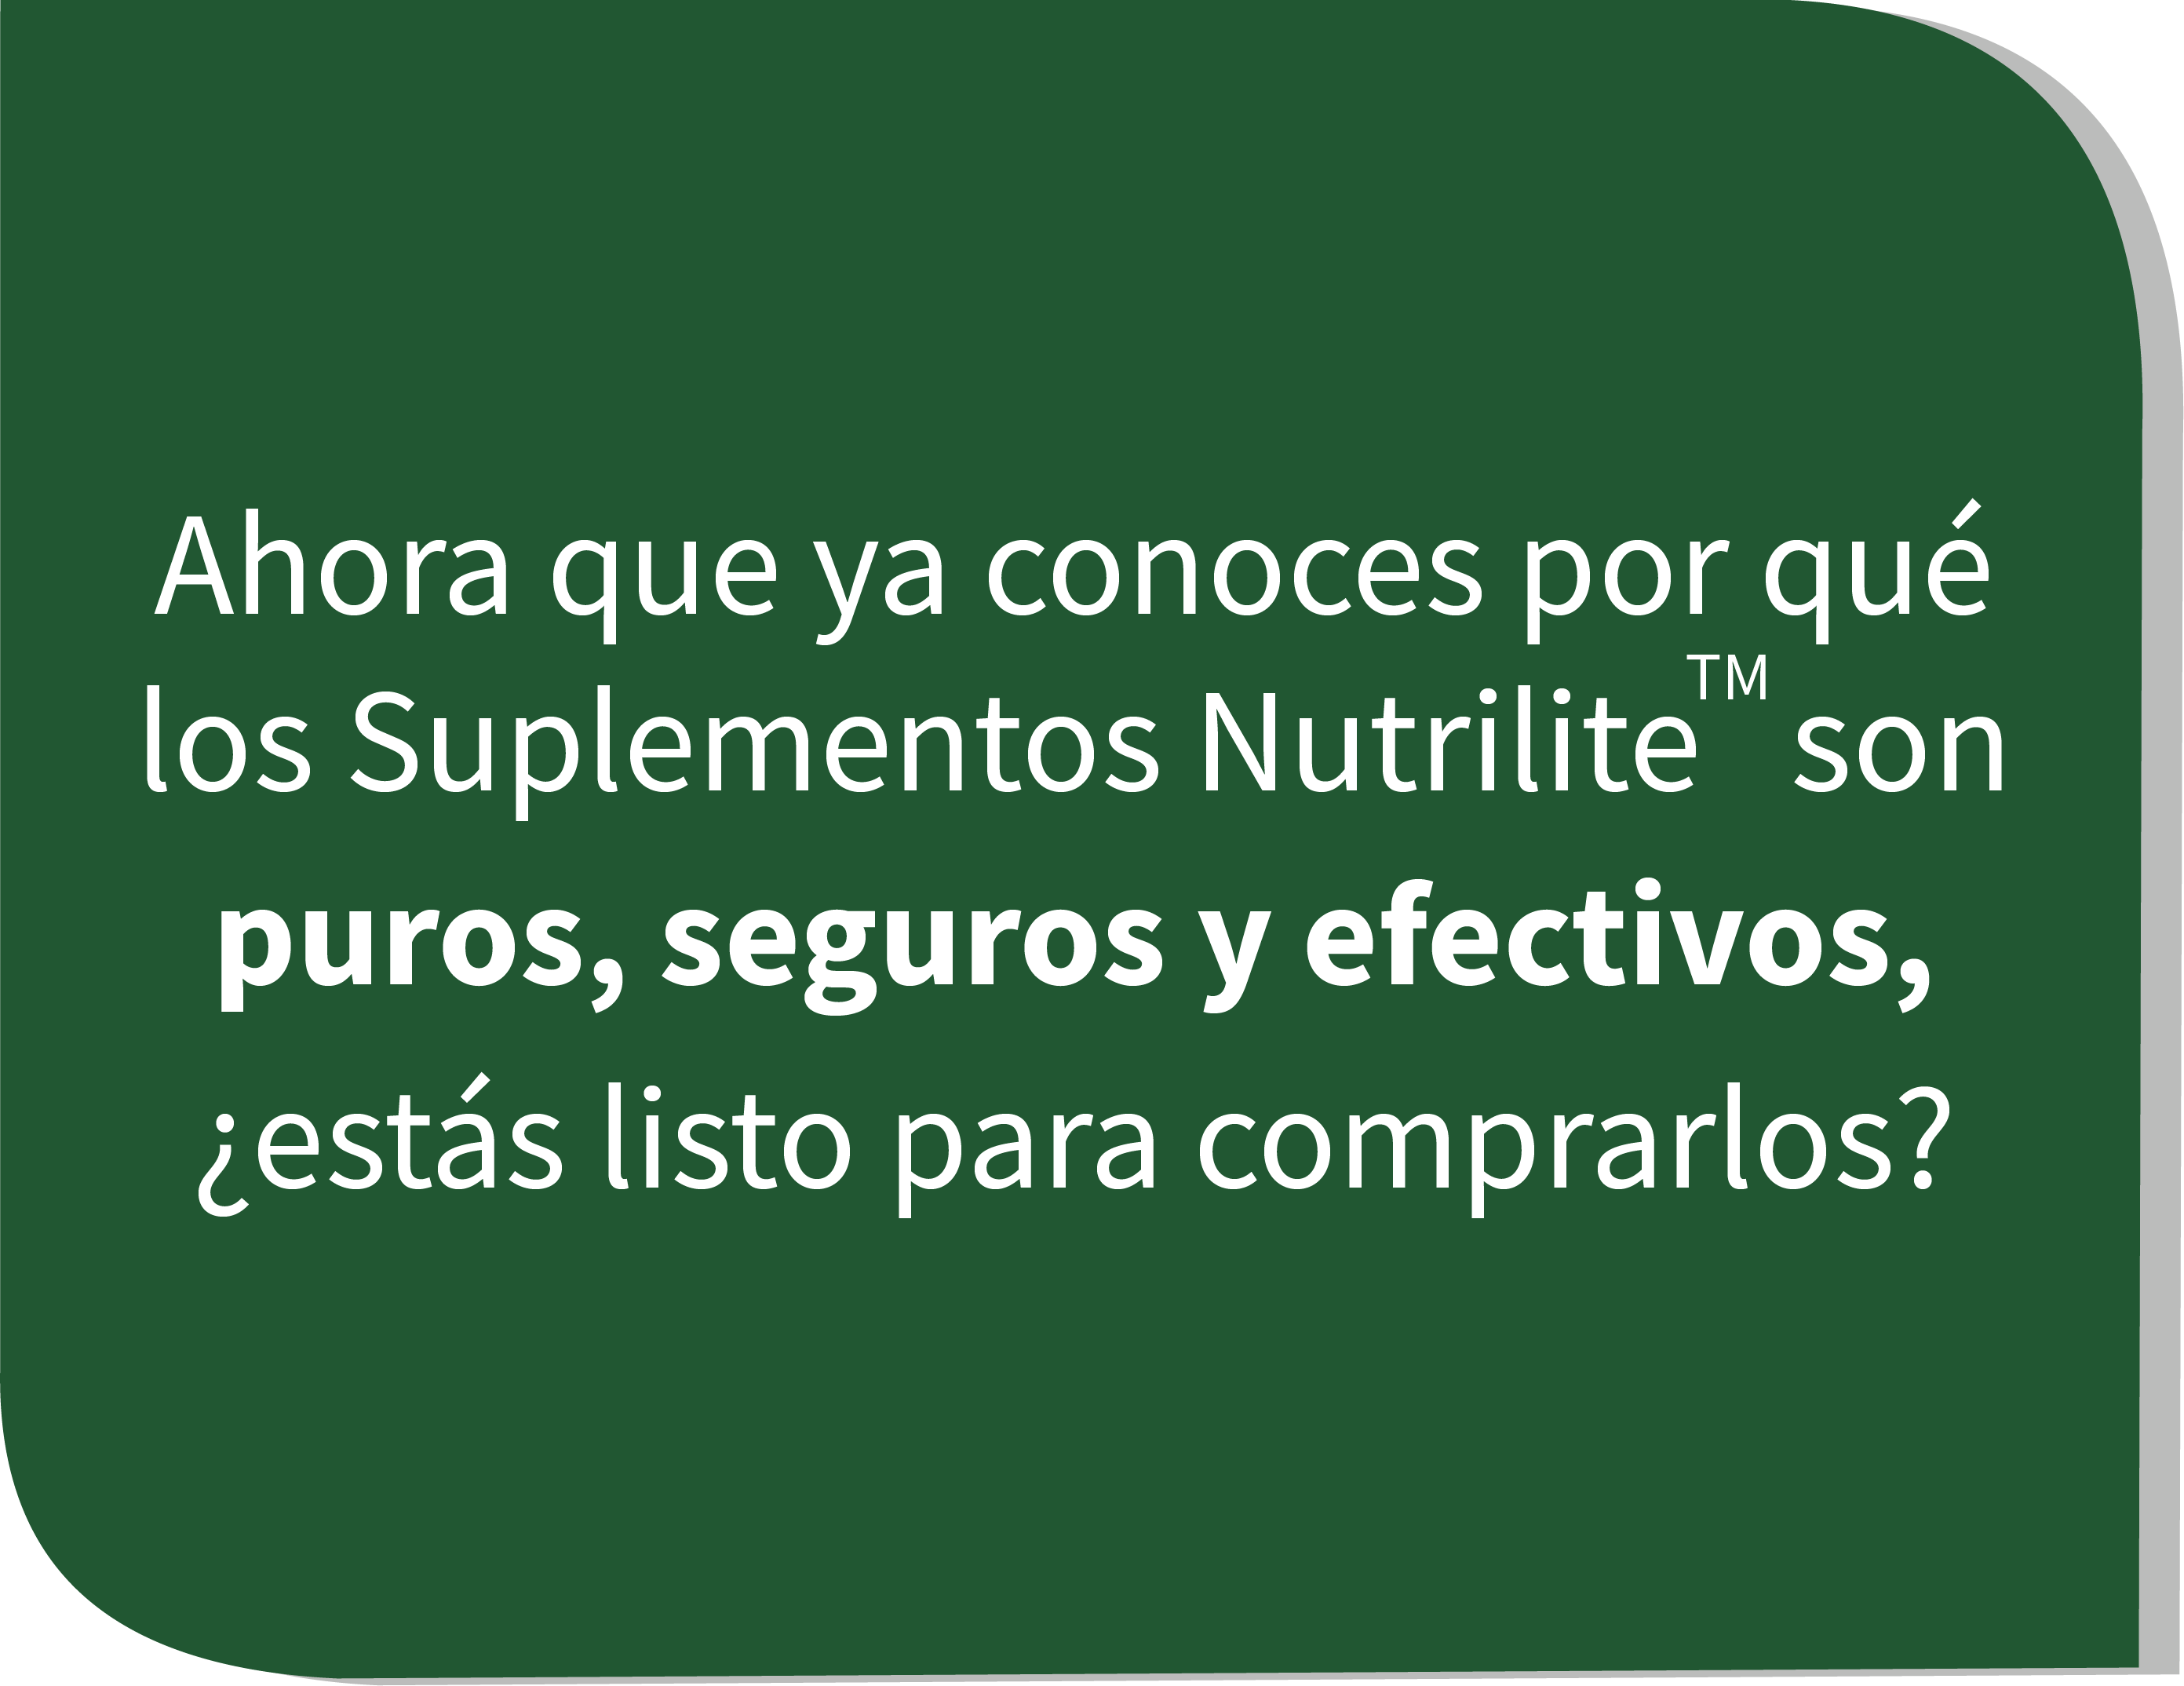 Ahora que ya conoces por qué
los Suplementos Nutrilite™ son
puros, seguros y efectivos,
¿estás listo para comprarlos?